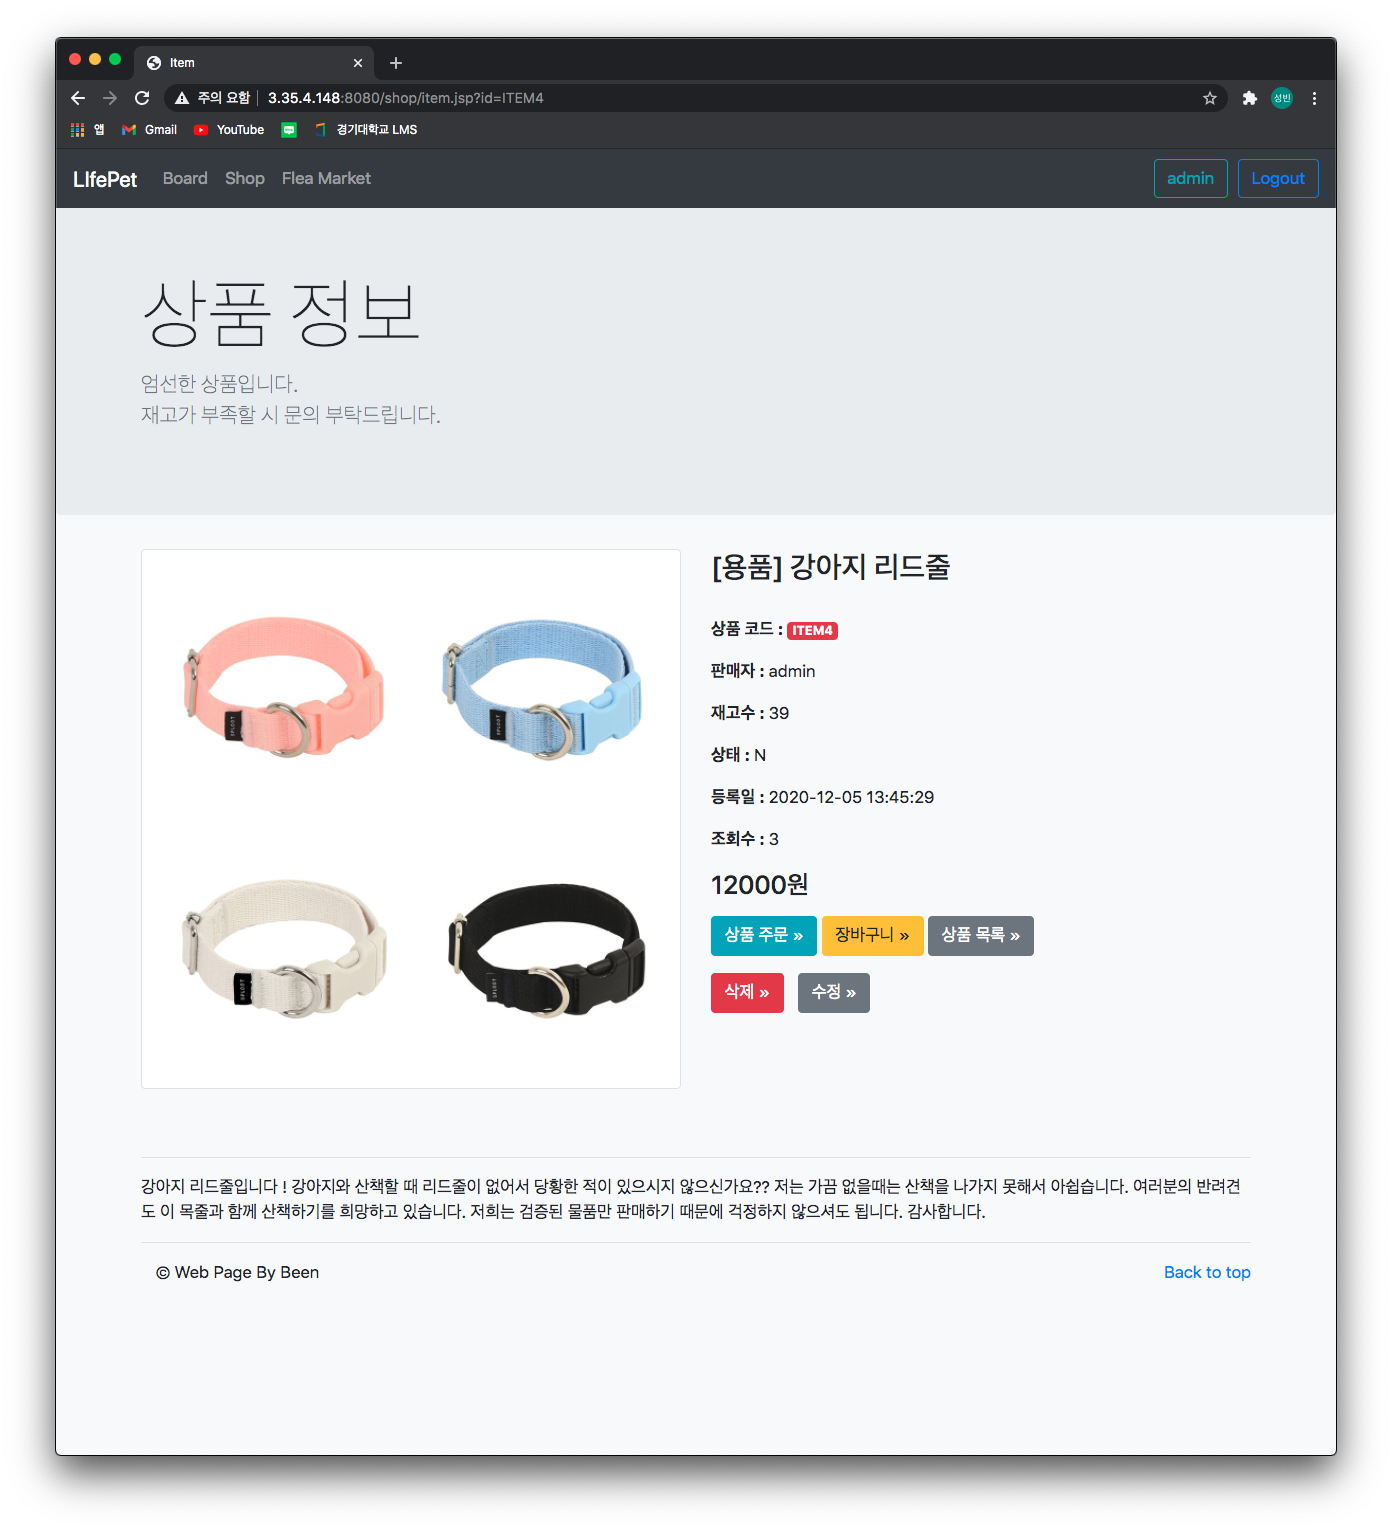 Item
주의 요함 3.35.4.148:8080/shop/item.jsp?id=ITEM4
성빈
앱 Gmail YouTube 경기대학교 LMS
LIfePet Board Shop Flea Market admin Logout
상품 정보
엄선한 상품입니다.
재고가 부족할 시 문의 부탁드립니다.
[용품] 강아지 리드줄
상품 코드 : ITEM4
판매자 : admin
재고수 : 39
상태 : N
등록일 : 2020-12-05 13:45:29
조회수 : 3
12000원
상품 주문 » 장바구니 » 상품 목록 »
삭제 » 수정 »
SPLOOT
SPLOOT
SPLOOT
SPLOOT
강아지 리드줄입니다 ! 강아지와 산책할 때 리드줄이 없어서 당황한 적이 있으시지 않으신가요?? 저는 가끔 없을때는 산책을 나가지 못해서 아쉽습니다. 여러분의 반려견
도 이 목줄과 함께 산책하기를 희망하고 있습니다. 저희는 검증된 물품만 판매하기 때문에 걱정하지 않으셔도 됩니다. 감사합니다.
© Web Page By Been Back to top